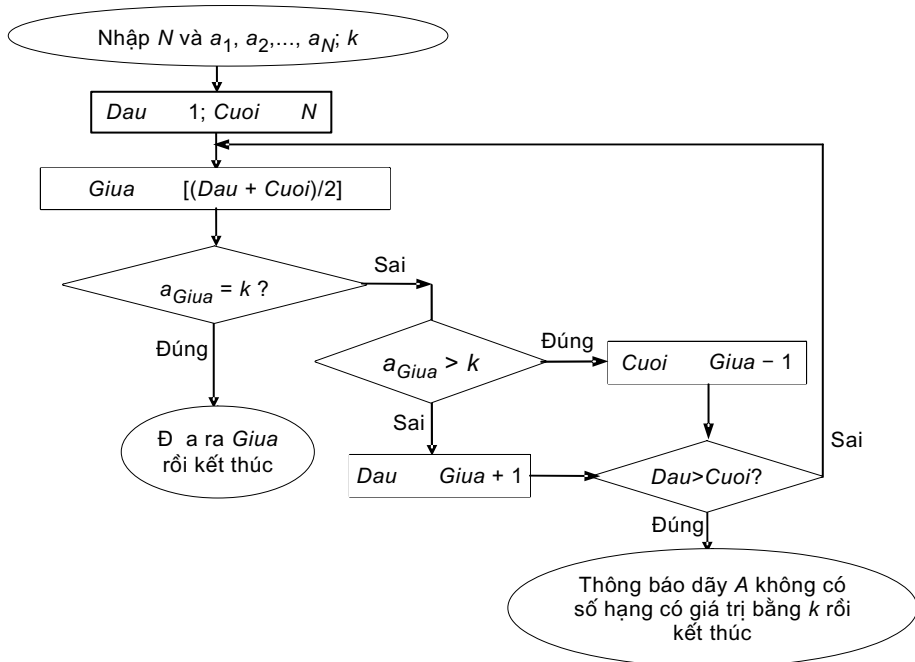 Nhập N và a1, a2,..., aN; k
Dau 1; Cuoi N
Giua [(Dau + Cuoi)/2]
aGiua = k ?
Sai
Đúng
Đ a ra Giua
rồi kết thúc
aGiua > k
Đúng
Cuoi Giua − 1
Sai
Dau Giua + 1
Dau>Cuoi?
Sai
Đúng
Thông báo dãy A không có
số hạng có giá trị bằng k rồi
kết thúc